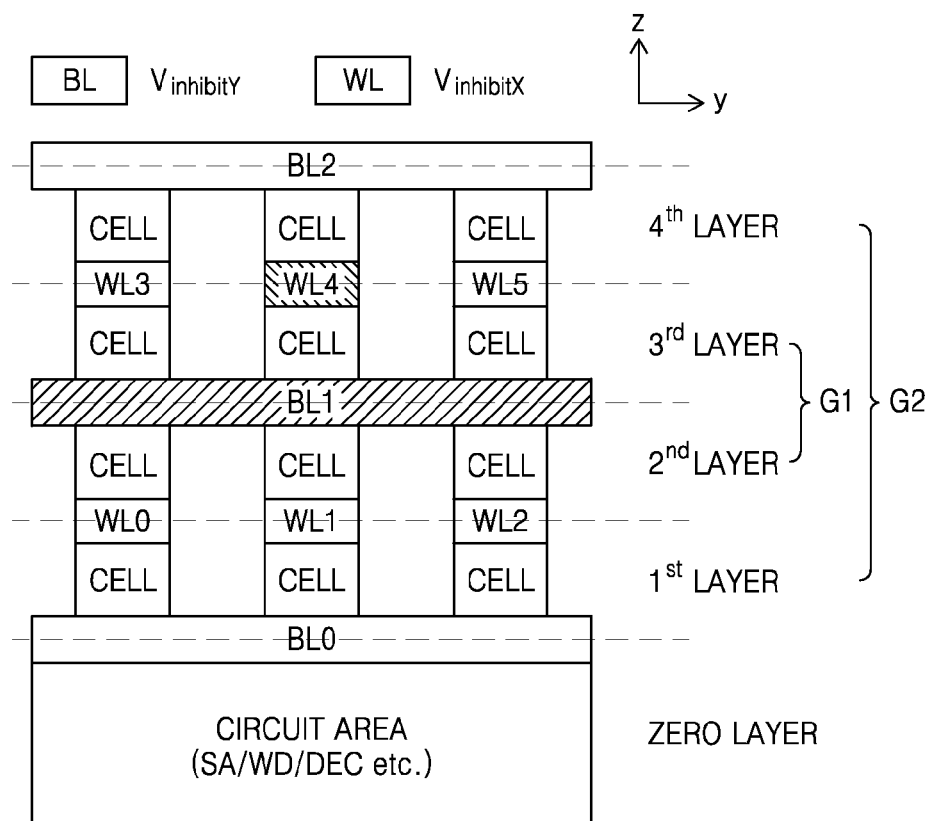 z
BL VinhibitY WL VinhibitX
y
BL2
CELL CELL CELL 4th LAYER
WL3 WL4 WL5
CELL CELL CELL 3rd LAYER
BL1 G1 G2
CELL CELL CELL 2nd LAYER
WL0 WL1 WL2
CELL CELL CELL 1st LAYER
BL0
CIRCUIT AREA ZERO LAYER
(SA/WD/DEC etc.)